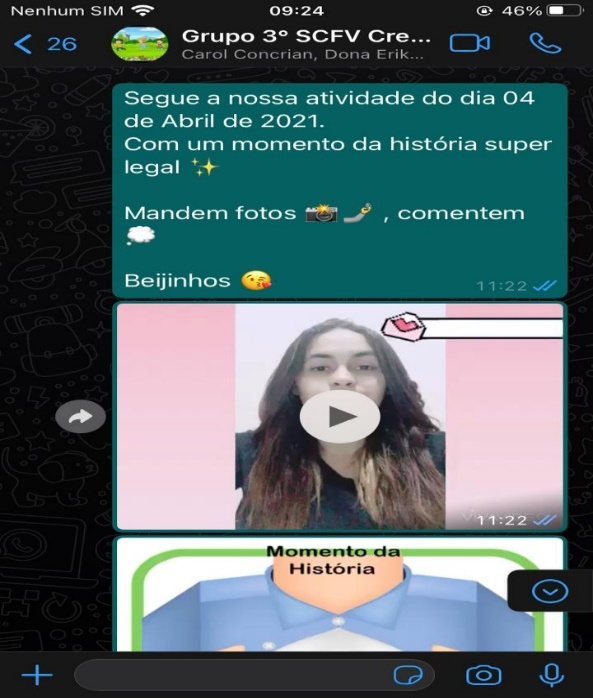 Nenhum SIM 09:24 46%
26 Grupo 3º SCFV Cre...
Carol Concrian, Dona Erik...
Segue a nossa atividade do dia 04
de Abril de 2021.
Com um momento da história super
legal ✨
Mandem fotos 📸🤳, comentem
💭
Beijinhos 😘
11:22
11:22
Momento da
História